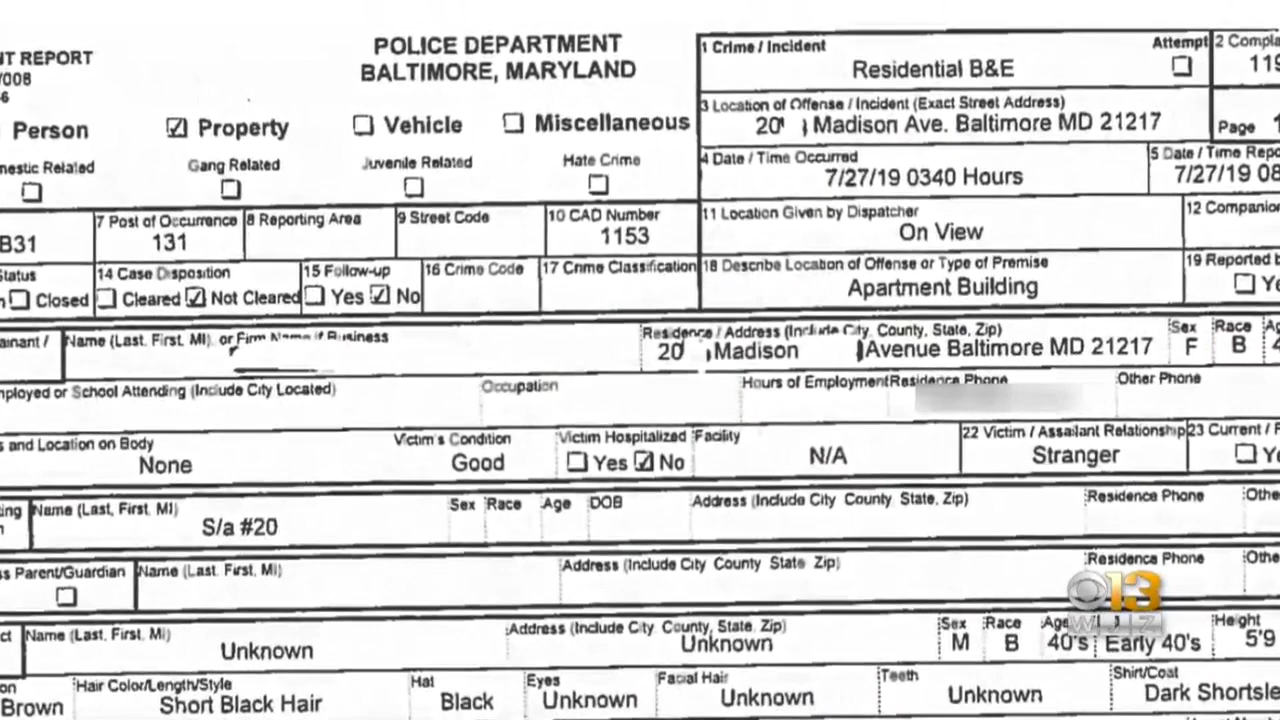 NT REPORT
/008
6
POLICE DEPARTMENT
BALTIMORE, MARYLAND
Person
Property
Vehicle
Miscellaneous
mestic Related
Gang Related
Juvenile Related
Hate Crime
1 Crime / Incident
Attempt
Residential B&E
2 Compla
119
3 Location of Offense / Incident (Exact Street Address)
20 Madison Ave. Baltimore MD 21217
Page 1
4 Date / Time Occurred
7/27/19 0340 Hours
5 Date / Time Repo
7/27/19 08
B31
7 Post of Occurrence
131
8 Reporting Area
9 Street Code
10 CAD Number
1153
11 Location Given by Dispatcher
On View
12 Companion
Status
Closed
14 Case Disposition
Cleared Not Cleared
15 Follow-up
Yes No
16 Crime Code
17 Crime Classification
18 Describe Location of Offense or Type of Premise
Apartment Building
19 Reported b
Ye
ainant /
Name (Last, First, MI), or Firm Name if Business
Residence / Address (Include City, County, State, Zip)
20 Madison Avenue Baltimore MD 21217
Sex
F
Race
B
A
4
mployed or School Attending (Include City Located)
Occupation
Hours of Employment
Residence Phone
Other Phone
s and Location on Body
None
Victim's Condition
Good
Victim Hospitalized
Yes No
Facility
N/A
22 Victim / Assailant Relationship
Stranger
23 Current / F
Ye
ting
n
Name (Last, First, MI)
S/a #20
Sex
Race
Age
DOB
Address (Include City County State, Zip)
Residence Phone
Othe
ss Parent/Guardian
Name (Last, First, MI)
Address (Include City County State Zip)
Residence Phone
Othe
CBS 13
WJZ
ct
Name (Last, First, MI)
Unknown
Address (Include City County, State, Zip)
Unknown
Sex
M
Race
B
Age
40's
Early 40's
Height
5'9
on
Brown
Hair Color/Length/Style
Short Black Hair
Hat
Black
Eyes
Unknown
Facial Hair
Unknown
Teeth
Unknown
Shirt/Coat
Dark Shortsle